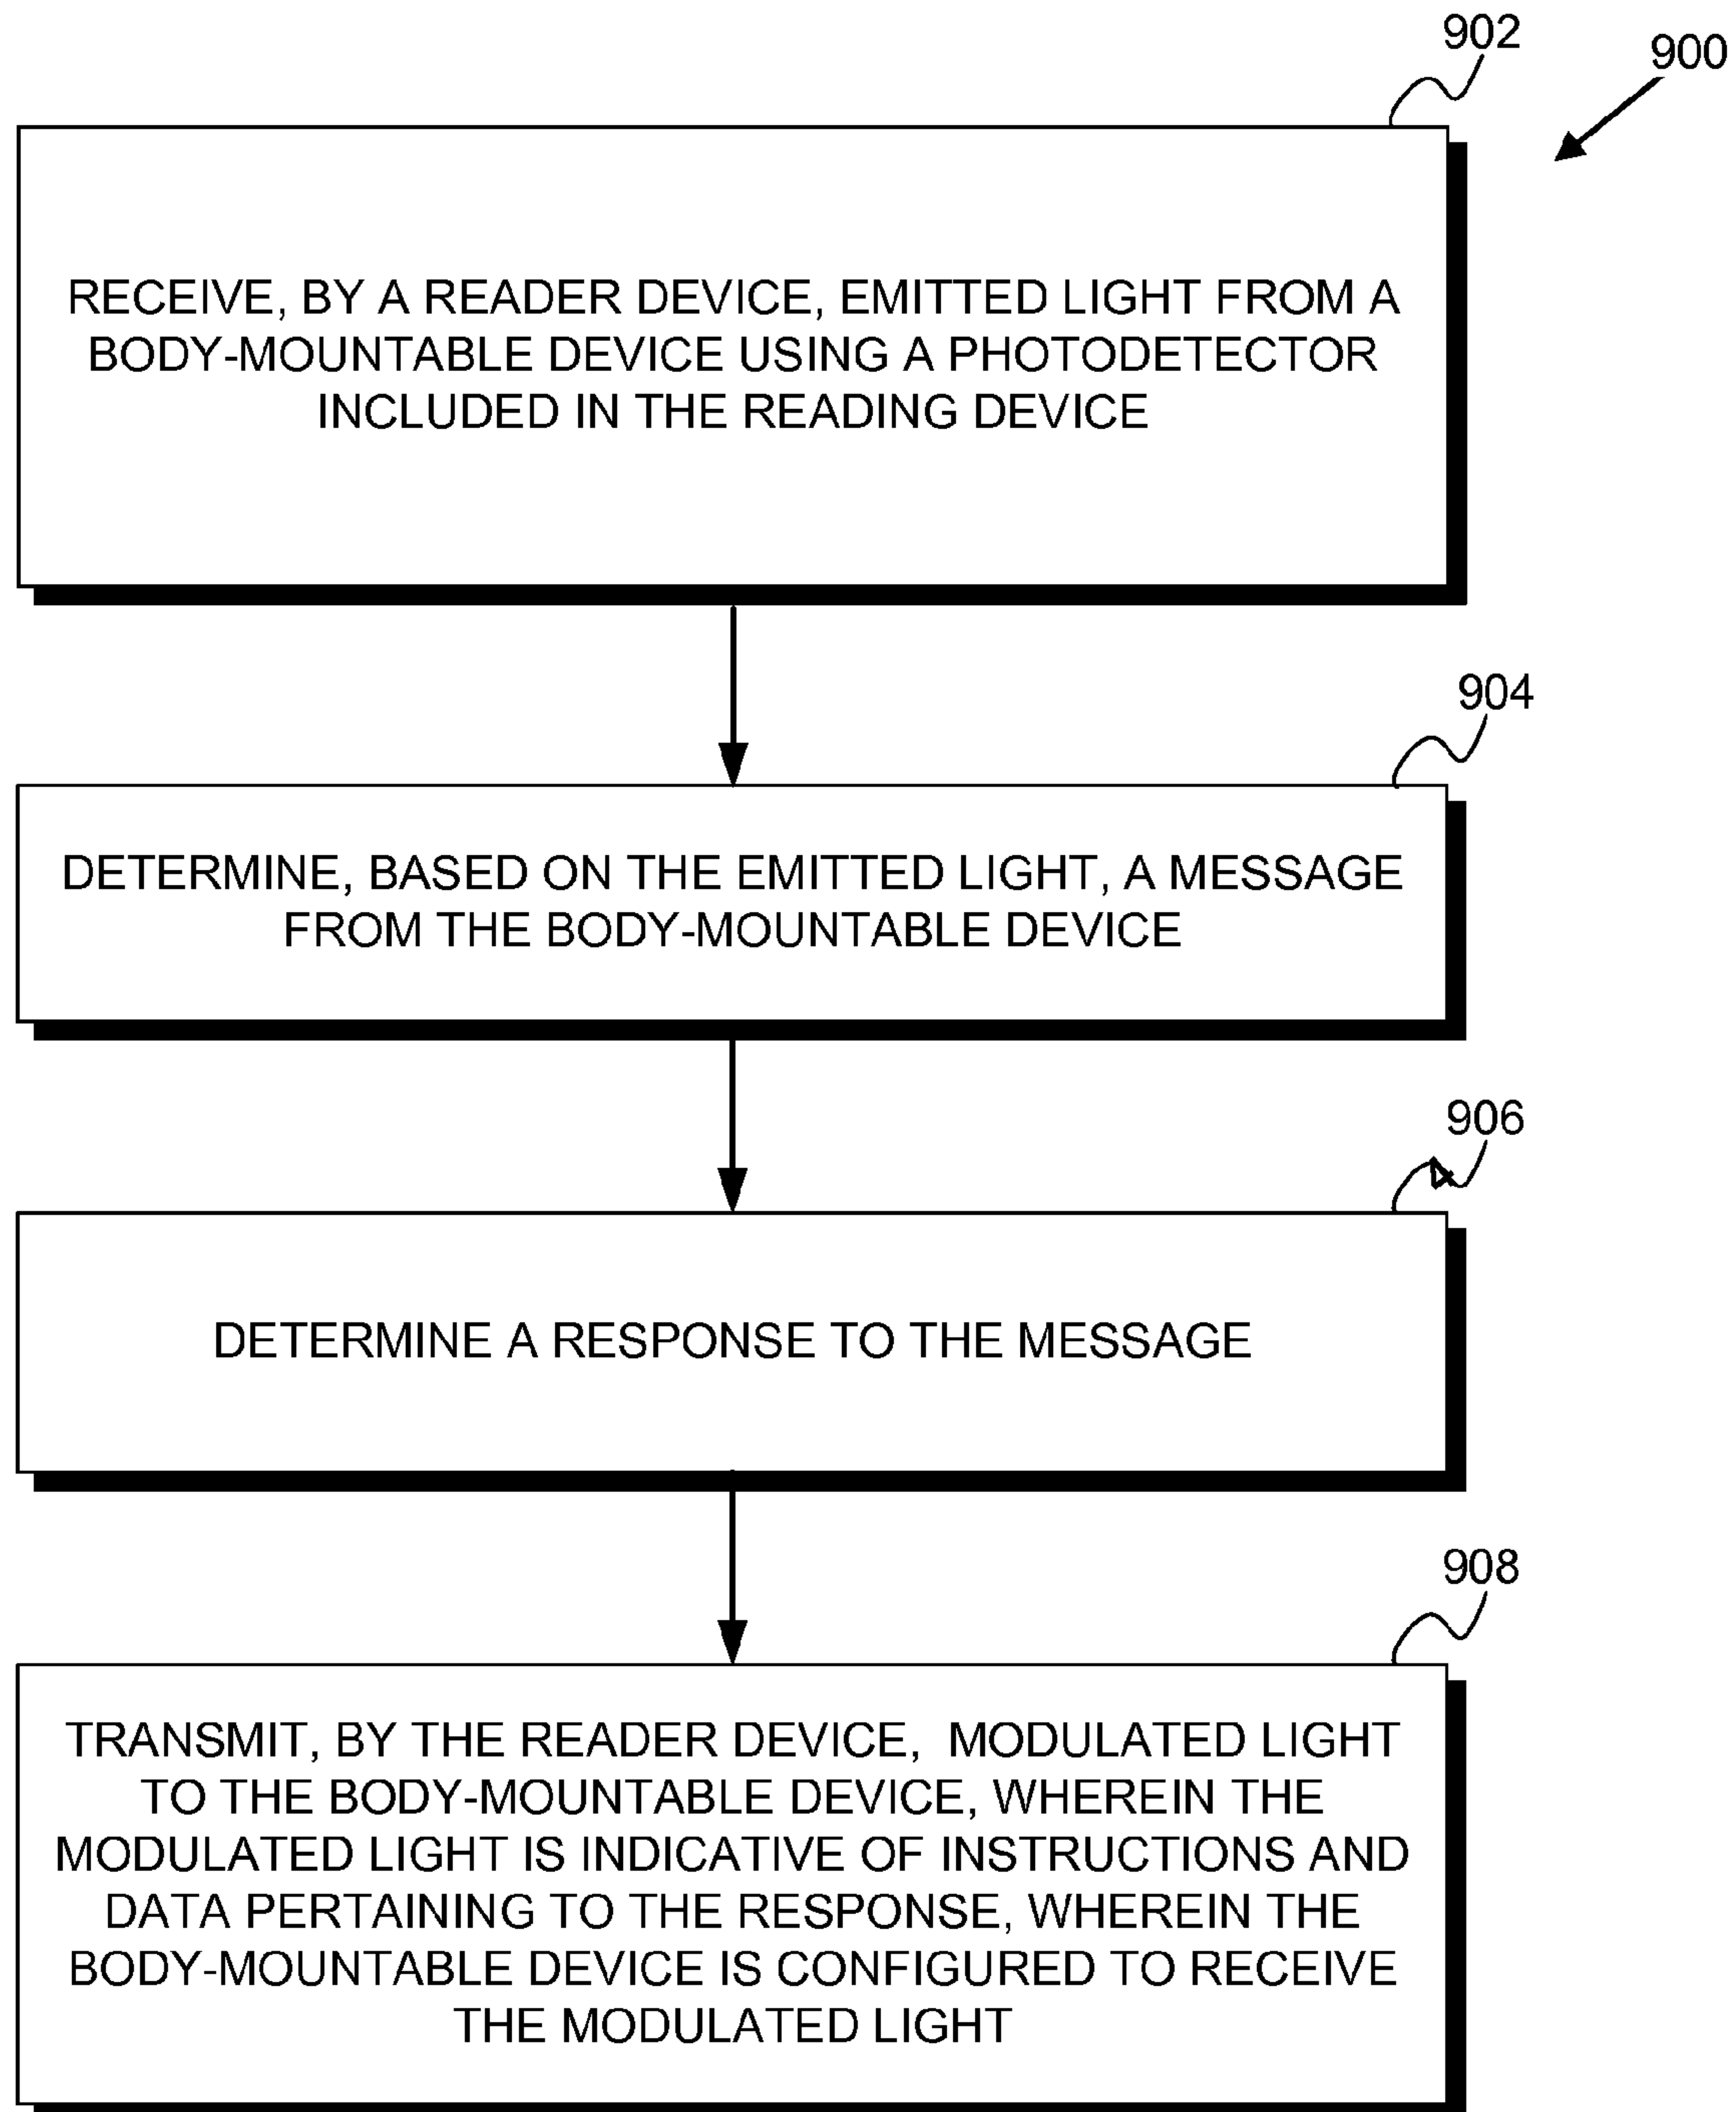 902
900
RECEIVE, BY A READER DEVICE, EMITTED LIGHT FROM A
BODY-MOUNTABLE DEVICE USING A PHOTODETECTOR
INCLUDED IN THE READING DEVICE
904
DETERMINE, BASED ON THE EMITTED LIGHT, A MESSAGE
FROM THE BODY-MOUNTABLE DEVICE
906
DETERMINE A RESPONSE TO THE MESSAGE
908
TRANSMIT, BY THE READER DEVICE, MODULATED LIGHT
TO THE BODY-MOUNTABLE DEVICE, WHEREIN THE
MODULATED LIGHT IS INDICATIVE OF INSTRUCTIONS AND
DATA PERTAINING TO THE RESPONSE, WHEREIN THE
BODY-MOUNTABLE DEVICE IS CONFIGURED TO RECEIVE
THE MODULATED LIGHT